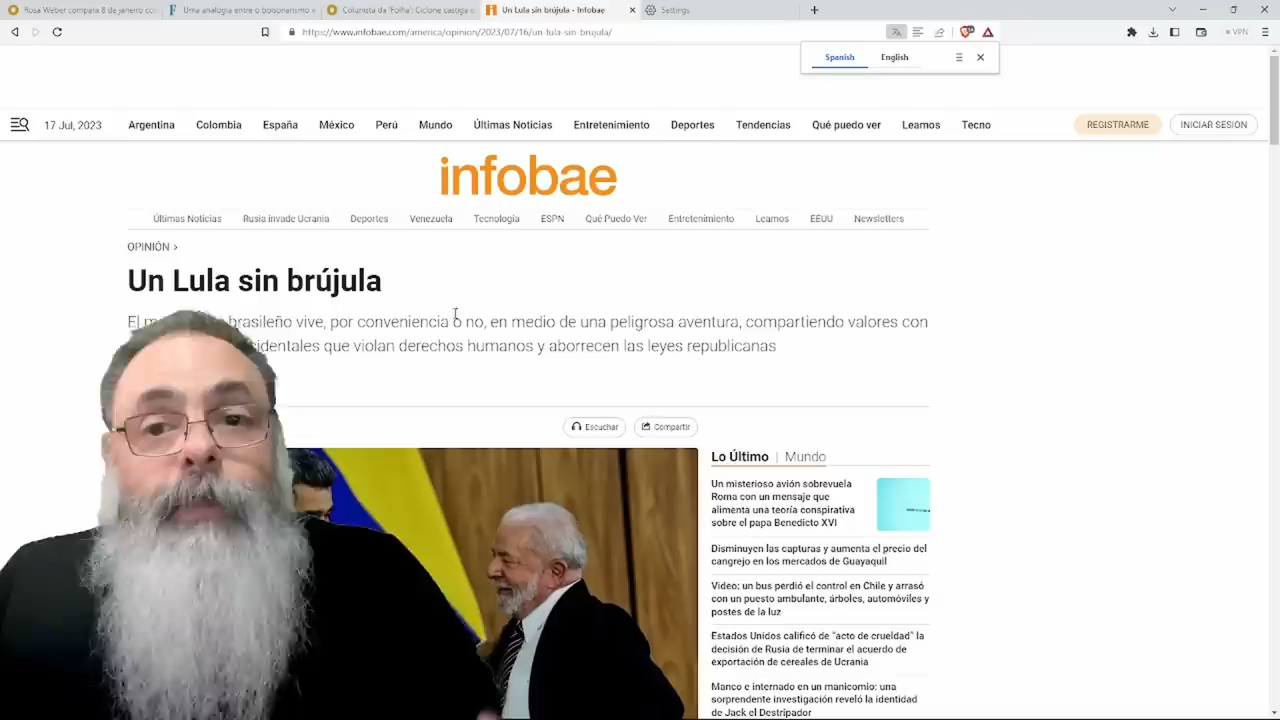 Rosa Weber compara 8 de janeiro co
Uma analogia entre o bolsonarismo e
Columista da 'Folha': Ciclone castiga o
Un Lula sin brújula - Infobae
Settings
https://www.infobae.com/america/opinion/2023/07/16/un-lula-sin-brujula/
VPN
Spanish
English
17 Jul, 2023
Argentina
Colombia
España
México
Perú
Mundo
Últimas Noticias
Entretenimiento
Deportes
Tendencias
Qué puedo ver
Leamos
Tecno
REGISTRARME
INICIAR SESIÓN
infobae
Últimas Noticias
Rusia invade Ucrania
Deportes
Venezuela
Tecnología
ESPN
Qué Puedo Ver
Entretenimiento
Leamos
EEUU
Newsletters
OPINIÓN >
Un Lula sin brújula
El brasileño vive, por conveniencia o no, en medio de una peligrosa aventura, compartiendo valores con
identales que violan derechos humanos y aborrecen las leyes republicanas
Escuchar
Compartir
Lo Último | Mundo
Un misterioso avión sobrevuela
Roma con un mensaje que
alimenta una teoría conspirativa
sobre el papa Benedicto XVI
Disminuyen las capturas y aumenta el precio del
cangrejo en los mercados de Guayaquil
Video: un bus perdió el control en Chile y arrasó
con un puesto ambulante, árboles, automóviles y
postes de la luz
Estados Unidos calificó de "acto de crueldad" la
decisión de Rusia de terminar el acuerdo de
exportación de cereales de Ucrania
Manco e internado en un manicomio: una
sorprendente investigación reveló la identidad
de Jack el Destripador